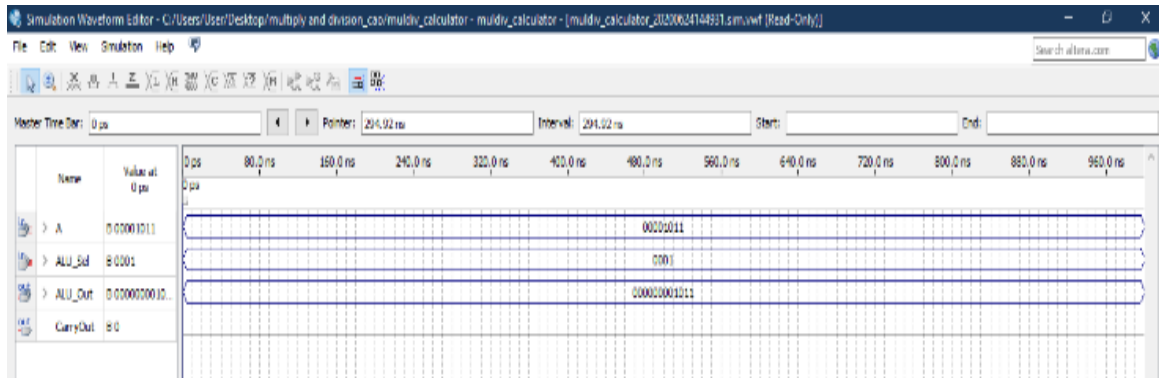 Simulation Waveform Editor - C:/Users/User/Desktop/multiply and division_cao/muldiv_calculator - muldiv_calculator - [muldiv_calculator_20200624144931.sim.vwf (Read-Only)]
File Edit View Simulation Help Search altera.com
Master Time Bar: 0 ps Pointer: 294.92 ns Interval: 294.92 ns Start: End:
Name Value at 0 ps
0 ps 80.0 ns 160.0 ns 240.0 ns 320.0 ns 400.0 ns 480.0 ns 560.0 ns 640.0 ns 720.0 ns 800.0 ns 880.0 ns 960.0 ns
0 ps
A B 00001011 00001011
ALU_Sel B 0001 0001
ALU_Out B 0000000010.. 000000001011
CarryOut B 0